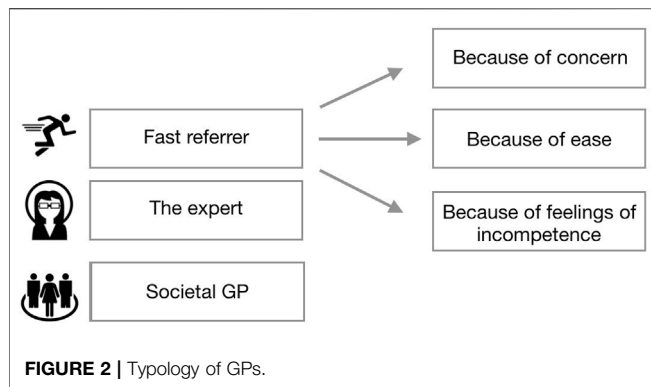 Because of concern
Fast referrer
Because of ease
The expert
Because of feelings of
incompetence
Societal GP
FIGURE 2 | Typology of GPs.